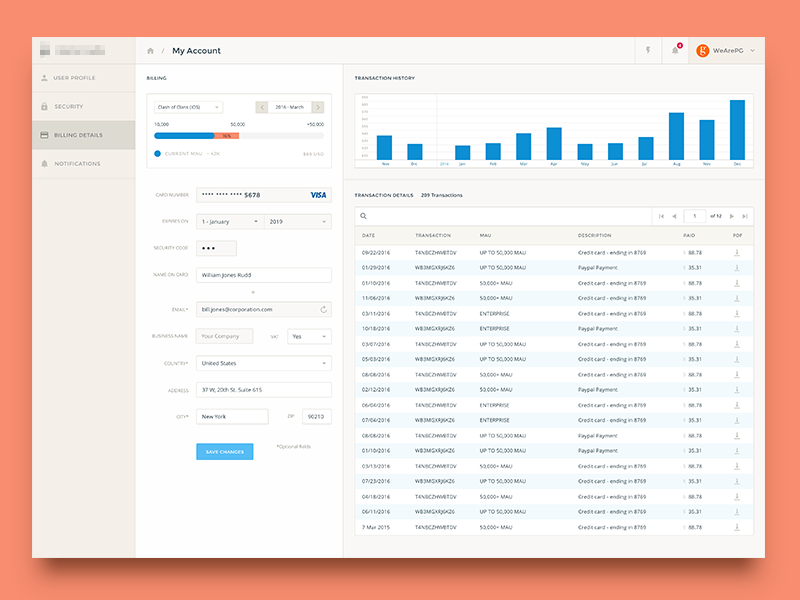 My Account
WeArePG
USER PROFILE
SECURITY
BILLING DETAILS
NOTIFICATIONS
BILLING
Clash of Clans (iOS)
2016 - March
50,000
+50,000
CURRENT MAU
CARD NUMBER
•••• •••• •••• 5678
VISA
EXPIRES ON
1 - January
2019
SECURITY CODE
•••
NAME ON CARD
William Jones Rudd
EMAIL*
bill.jones@corporation.com
BUSINESS NAME
Your Company
VAT
Yes
COUNTRY*
United States
ADDRESS
37 W, 20th St. Suite 615
CITY*
New York
ZIP
90210
SAVE CHANGES
TRANSACTION HISTORY
Nov
Dic
2016
Jan
Feb
Mar
Apr
May
Jun
Jul
Aug
Nov
Dec
TRANSACTION DETAILS
209 Transactions
1
of 12
DATE TRANSACTION MAU DESCRIPTION PAID PDF
09/22/2016 T4NBCZHWBTDV UP TO 50,000 MAU Credit card - ending in 8769 88.78
01/29/2016 WB3MGXRJ6KZ6 UP TO 50,000 MAU Paypal Payment 35.31
01/10/2016 T4NBCZHWBTDV 50,000+ MAU Credit card - ending in 8769 88.78
11/06/2016 WB3MGXRJ6KZ6 50,000+ MAU Credit card - ending in 8769 35.31
03/11/2016 T4NBCZHWBTDV ENTERPRISE Credit card - ending in 8769 88.78
10/18/2016 WB3MGXRJ6KZ6 ENTERPRISE Paypal Payment 35.31
03/07/2016 T4NBCZHWBTDV UP TO 50,000 MAU Credit card - ending in 8769 88.78
05/03/2016 WB3MGXRJ6KZ6 UP TO 50,000 MAU Credit card - ending in 8769 35.31
08/08/2016 T4NBCZHWBTDV 50,000+ MAU Credit card - ending in 8769 88.78
02/12/2016 WB3MGXRJ6KZ6 50,000+ MAU Paypal Payment 35.31
06/04/2016 T4NBCZHWBTDV ENTERPRISE Credit card - ending in 8769 88.78
07/04/2016 WB3MGXRJ6KZ6 ENTERPRISE Credit card - ending in 8769 35.31
08/08/2016 T4NBCZHWBTDV UP TO 50,000 MAU Paypal Payment 88.78
01/10/2016 WB3MGXRJ6KZ6 UP TO 50,000 MAU Paypal Payment 35.31
03/13/2016 T4NBCZHWBTDV 50,000+ MAU Credit card - ending in 8769 88.78
07/23/2016 WB3MGXRJ6KZ6 UP TO 50,000 MAU Credit card - ending in 8769 35.31
04/18/2016 T4NBCZHWBTDV 50,000+ MAU Credit card - ending in 8769 88.78
06/11/2016 WB3MGXRJ6KZ6 UP TO 50,000 MAU Credit card - ending in 8769 35.31
7 Mar 2015 T4NBCZHWBTDV 50,000+ MAU Credit card - ending in 8769 88.78